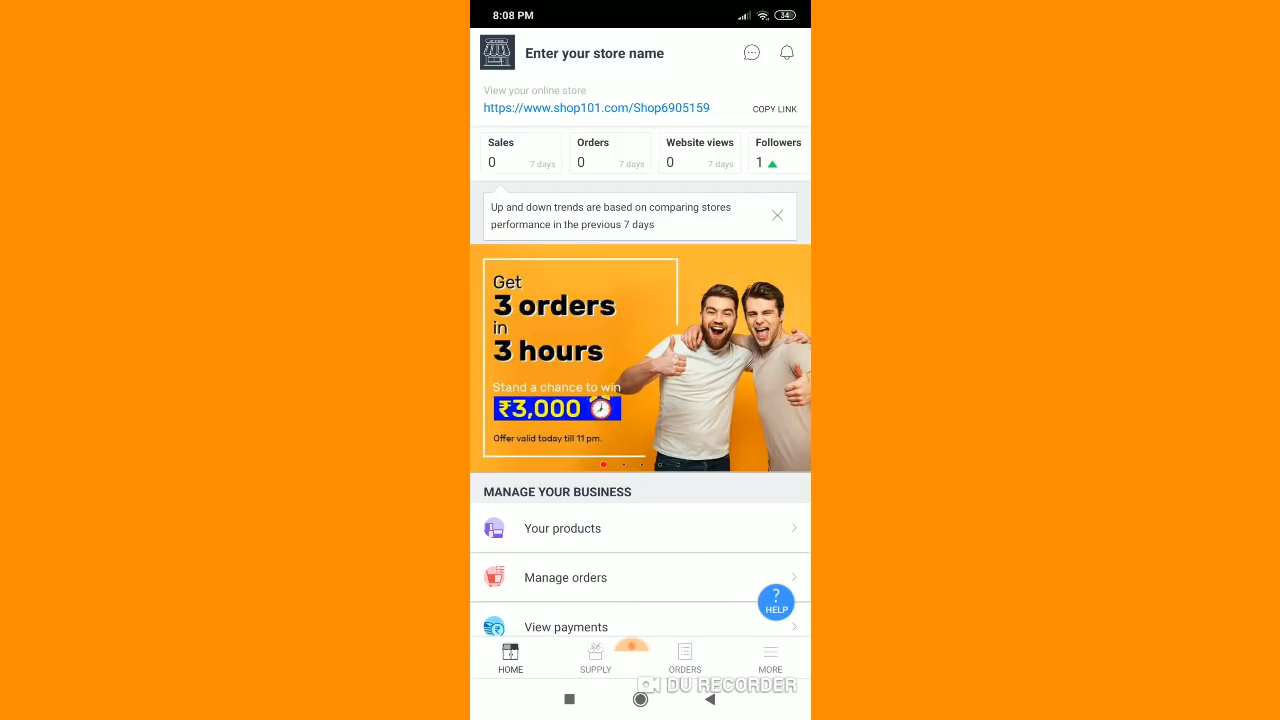 8:08 PM
34
Enter your store name
View your online store
https://www.shop101.com/Shop6905159
COPY LINK
Sales
0
7 days
Orders
0
7 days
Website views
0
7 days
Followers
1
Up and down trends are based on comparing stores
performance in the previous 7 days
Get
3 orders
in
3 hours
Stand a chance to win
₹3,000
Offer valid today till 11 pm.
MANAGE YOUR BUSINESS
Your products
Manage orders
? HELP
View payments
HOME
SUPPLY
ORDERS
MORE
DU RECORDER